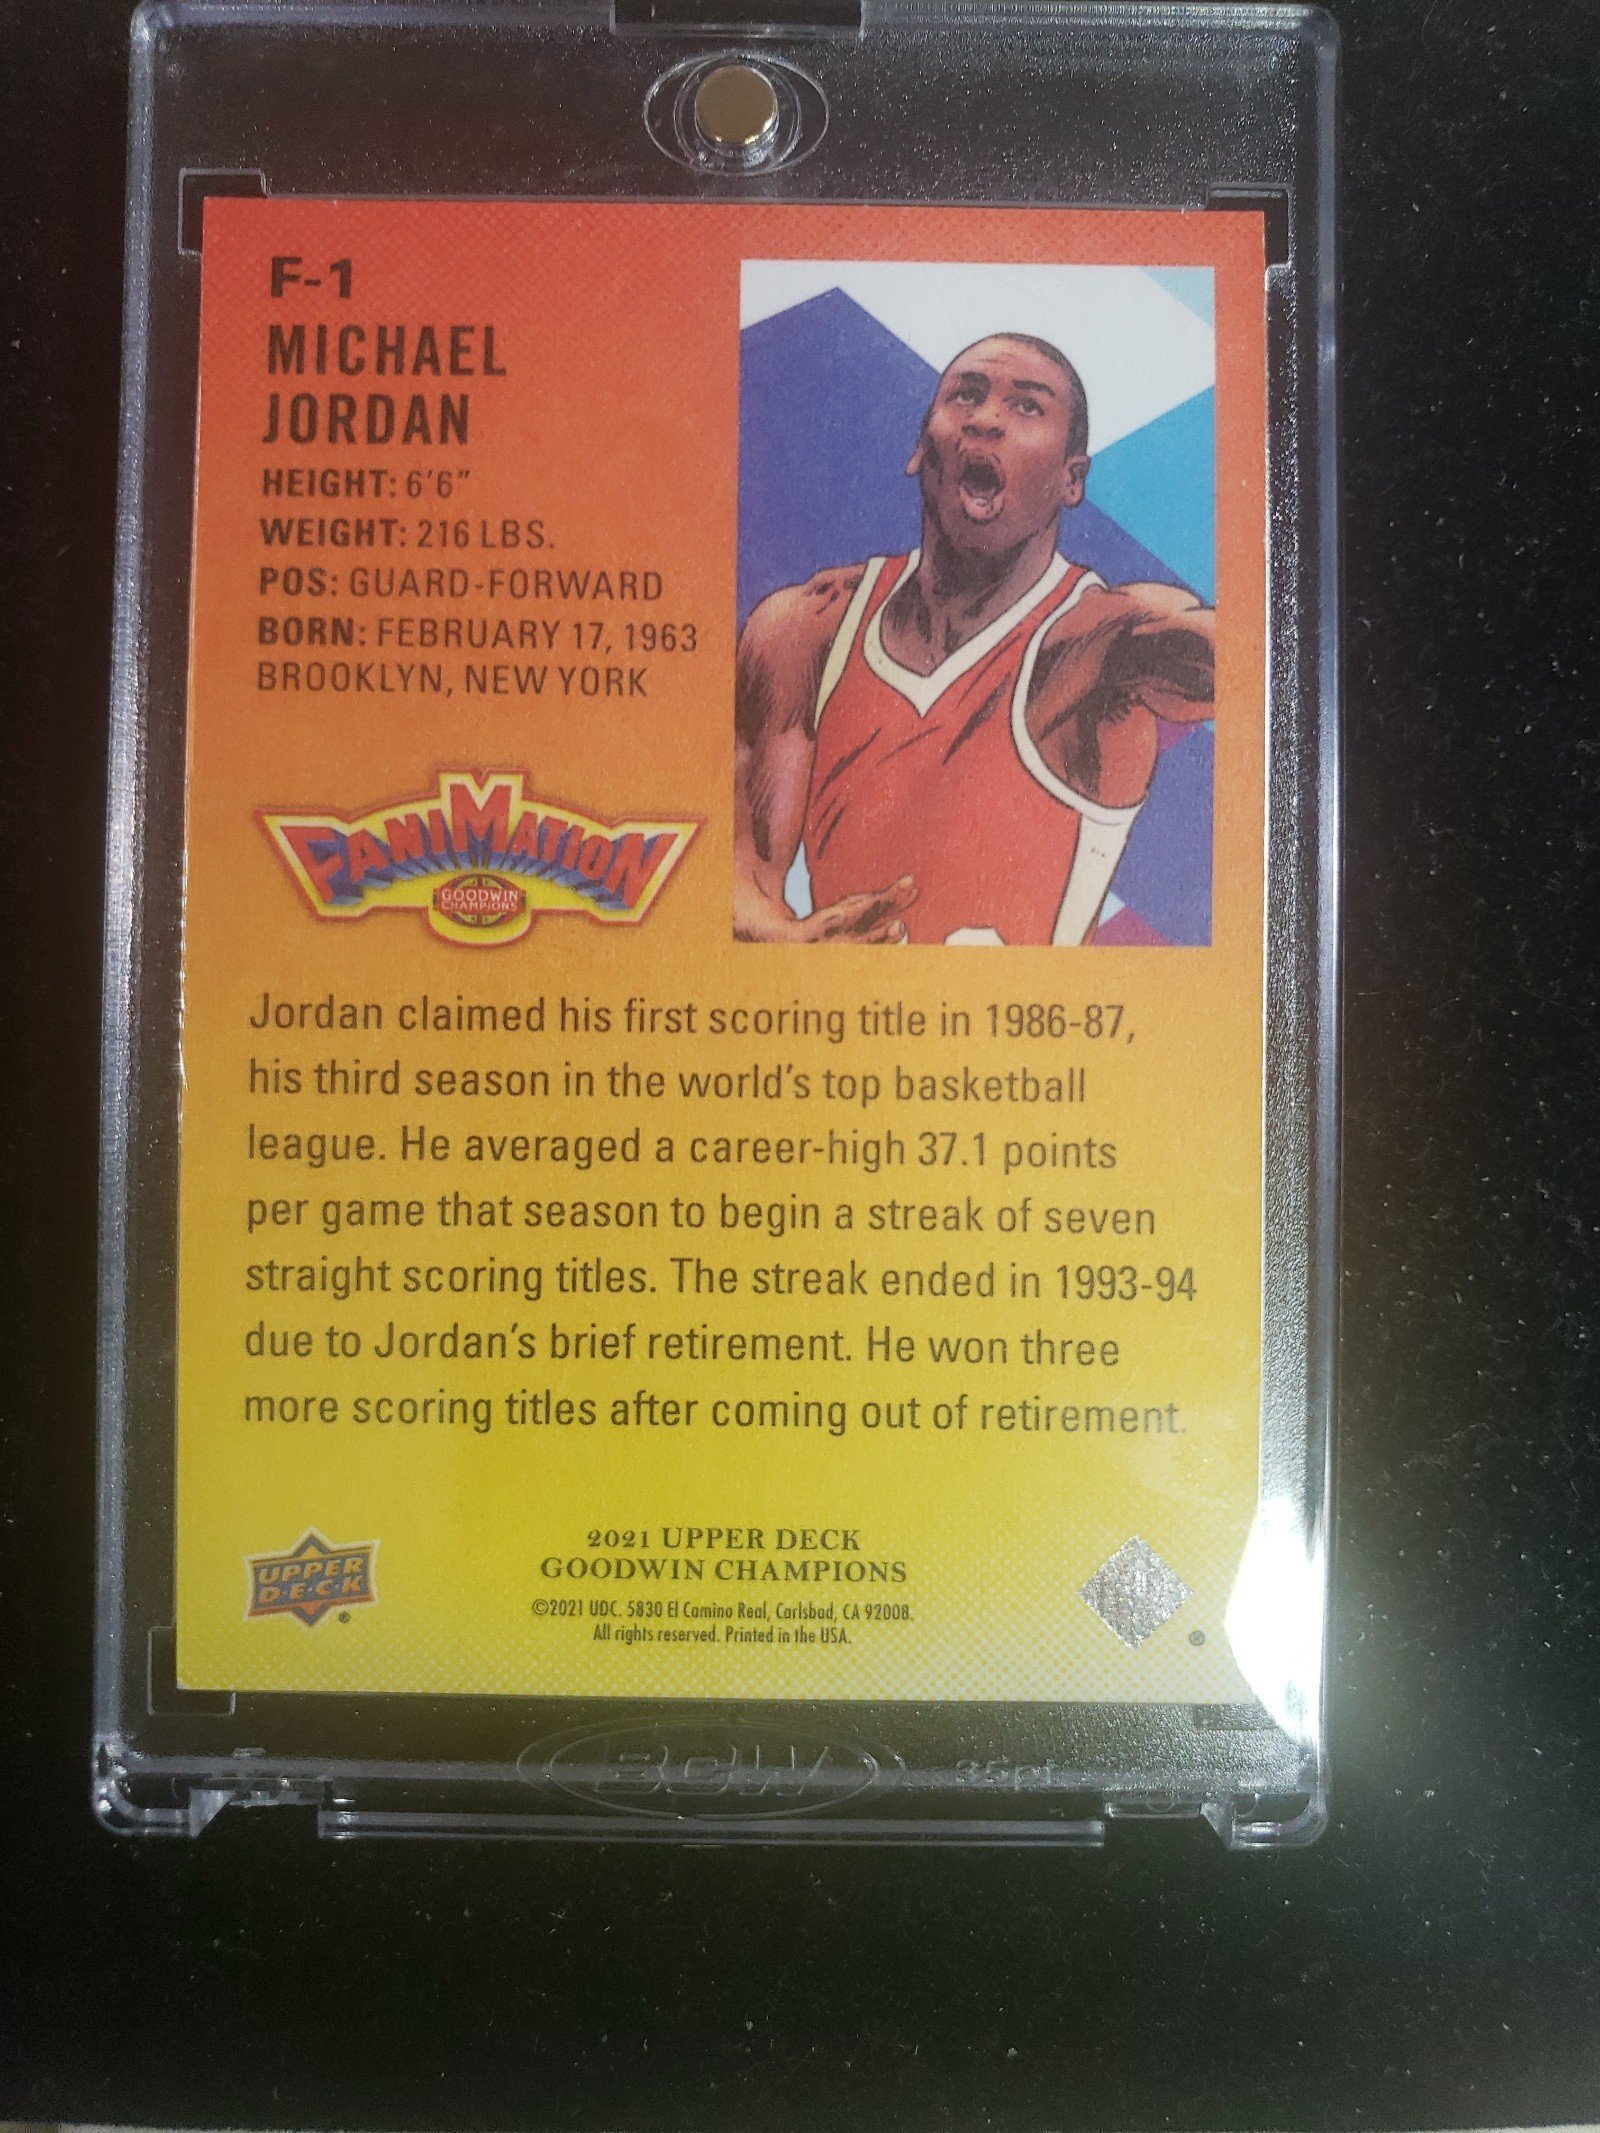 F-1
MICHAEL
JORDAN
HEIGHT: 6'6"
WEIGHT: 216 LBS.
POS: GUARD-FORWARD
BORN: FEBRUARY 17, 1963
BROOKLYN, NEW YORK
FANIMATION
GOODWIN
CHAMPIONS
Jordan claimed his first scoring title in 1986-87,
his third season in the world's top basketball
league. He averaged a career-high 37.1 points
per game that season to begin a streak of seven
straight scoring titles. The streak ended in 1993-94
due to Jordan's brief retirement. He won three
more scoring titles after coming out of retirement.
UPPER
D·E·C·K
®
2021 UPPER DECK
GOODWIN CHAMPIONS
©2021 UDC. 5830 El Camino Real, Carlsbad, CA 92008.
All rights reserved. Printed in the USA.
®
BCW
35pt